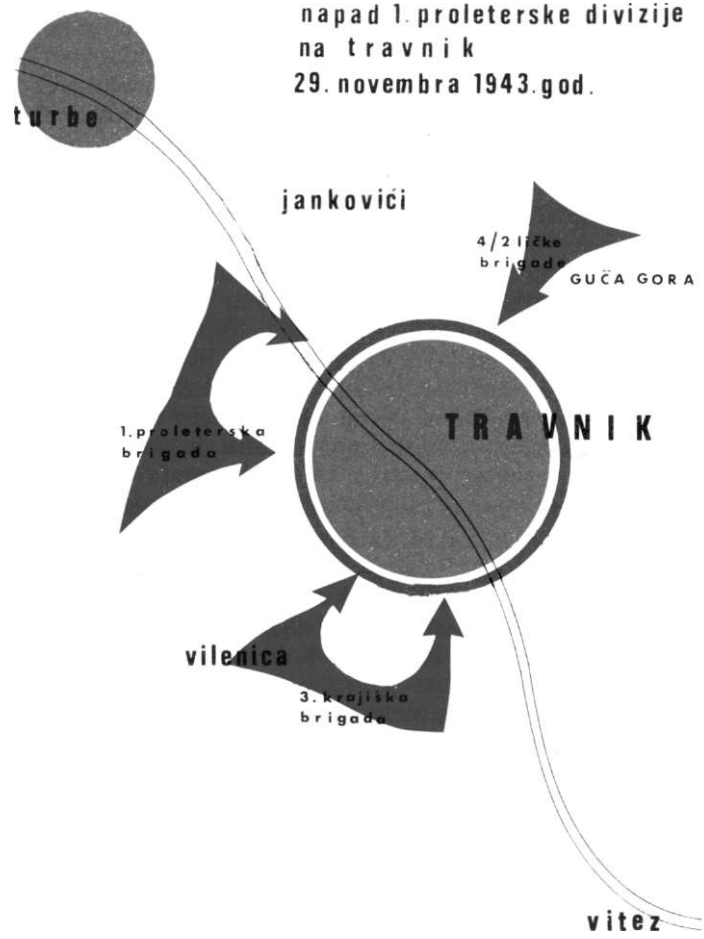 napad 1. proleterske divizije
na travnik
29. novembra 1943. god.
turbe
jankovići
4/2 ličke
brigade
GUČA GORA
TRAVNIK
1. proleterska
brigada
vilenica
3. krajiška
brigada
vitez